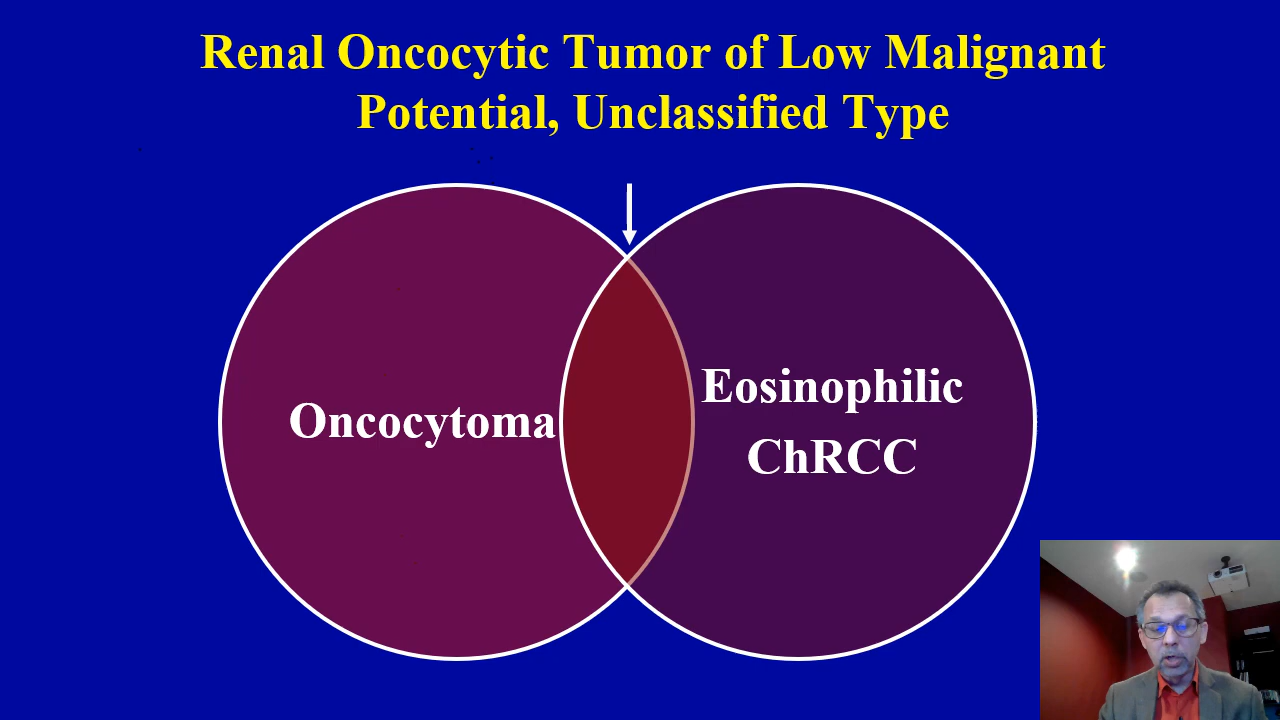 Renal Oncocytic Tumor of Low Malignant
Potential, Unclassified Type
Oncocytoma
Eosinophilic
ChRCC